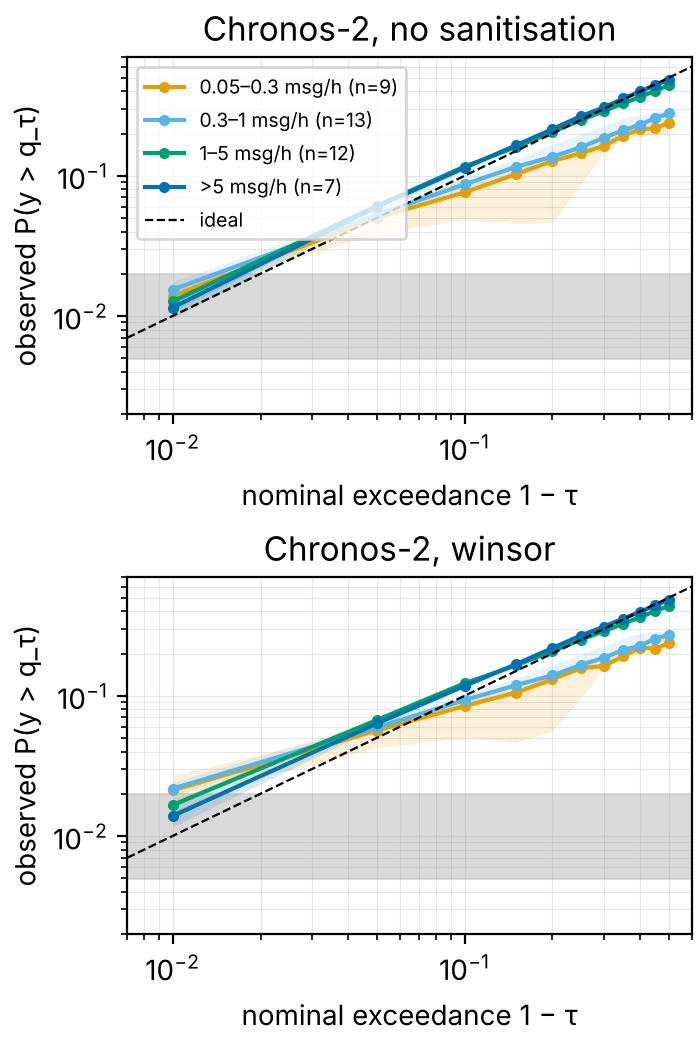 Chronos-2, no sanitisation
observed P(y > q_τ)
10⁻¹
10⁻²
0.05–0.3 msg/h (n=9)
0.3–1 msg/h (n=13)
1–5 msg/h (n=12)
>5 msg/h (n=7)
ideal
10⁻² 10⁻¹
nominal exceedance 1 − τ
Chronos-2, winsor
observed P(y > q_τ)
10⁻¹
10⁻²
10⁻² 10⁻¹
nominal exceedance 1 − τ